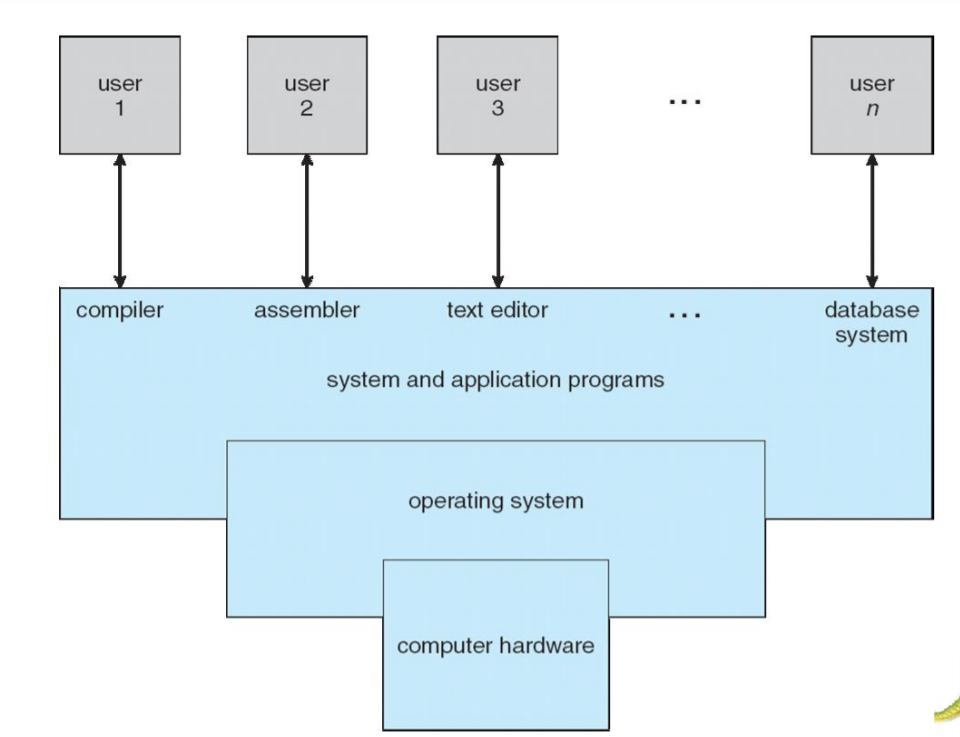 user
1
user
2
user
3
...
user
n
compiler
assembler
text editor
...
database
system
system and application programs
operating system
computer hardware